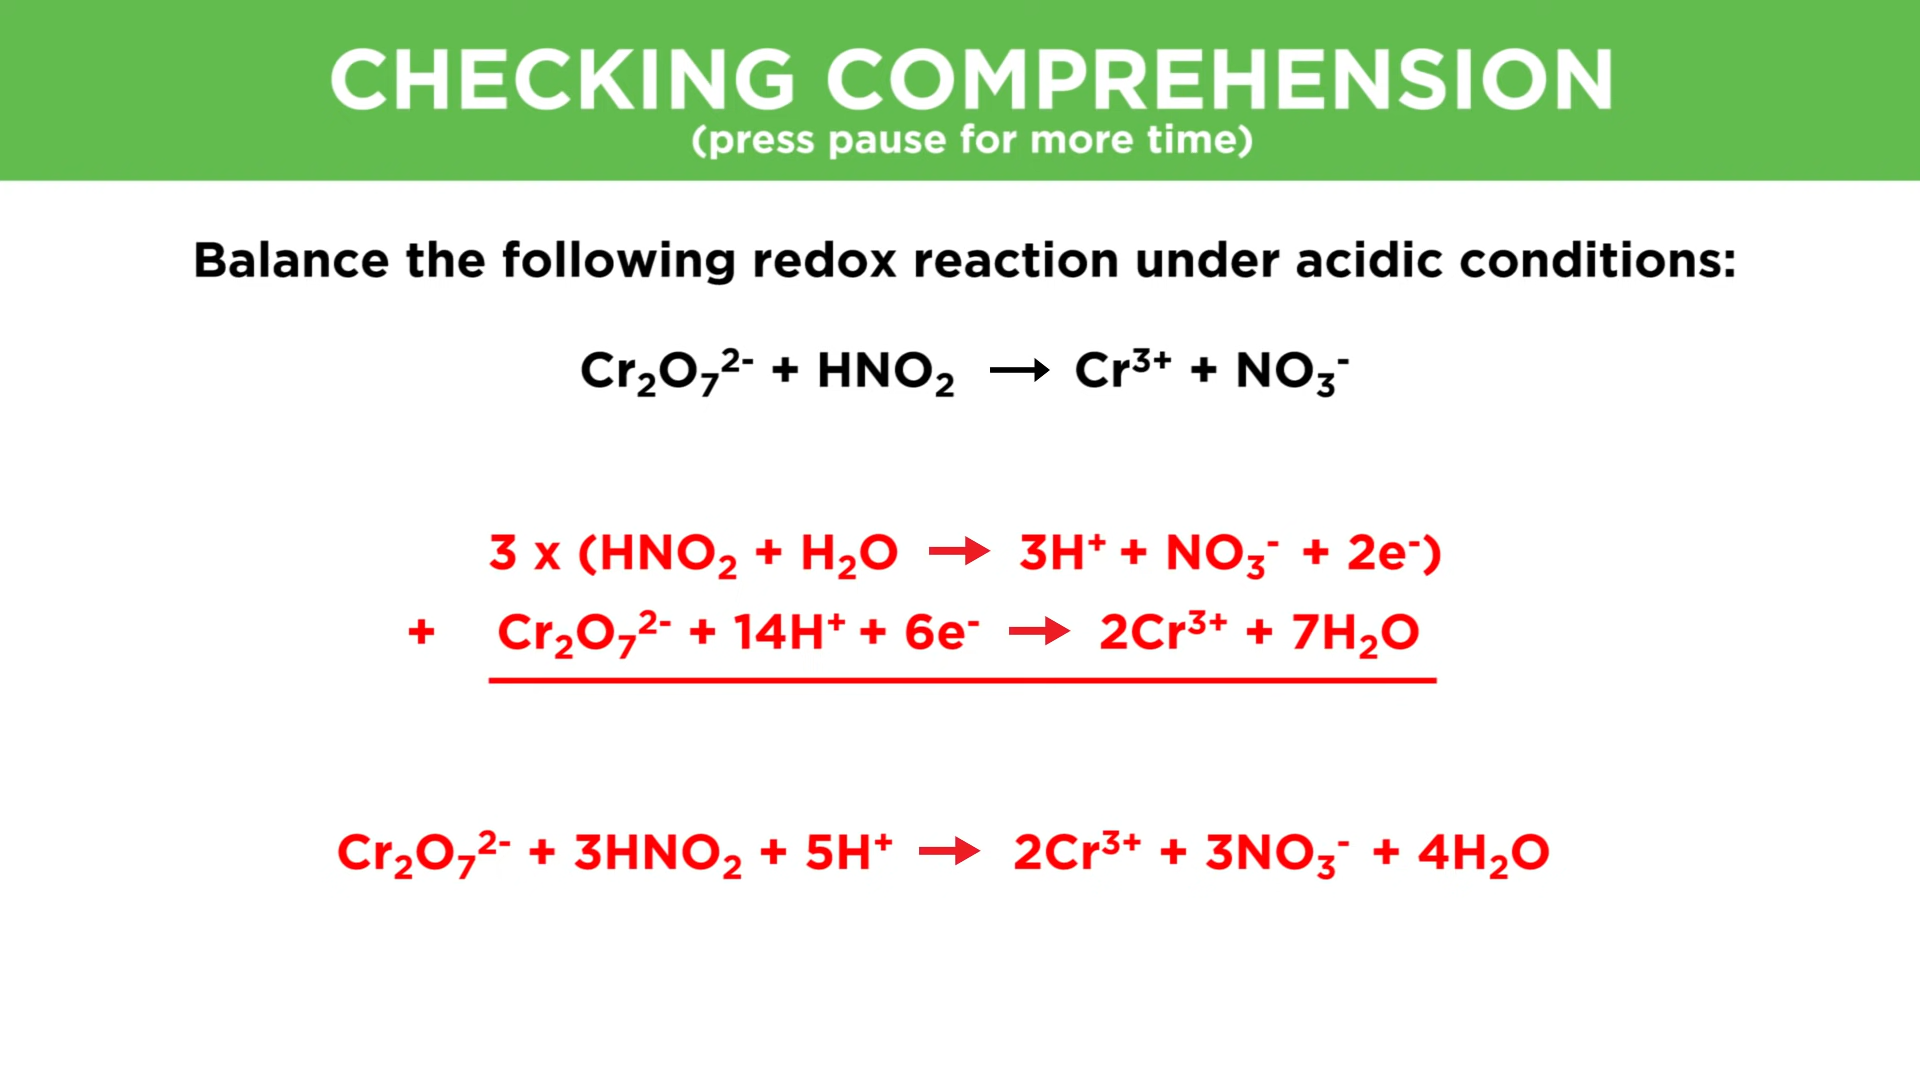 CHECKING COMPREHENSION
(press pause for more time)
Balance the following redox reaction under acidic conditions:
Cr₂O₇²⁻ + HNO₂ → Cr³⁺ + NO₃⁻
3 x (HNO₂ + H₂O → 3H⁺ + NO₃⁻ + 2e⁻)
+ Cr₂O₇²⁻ + 14H⁺ + 6e⁻ → 2Cr³⁺ + 7H₂O
Cr₂O₇²⁻ + 3HNO₂ + 5H⁺ → 2Cr³⁺ + 3NO₃⁻ + 4H₂O